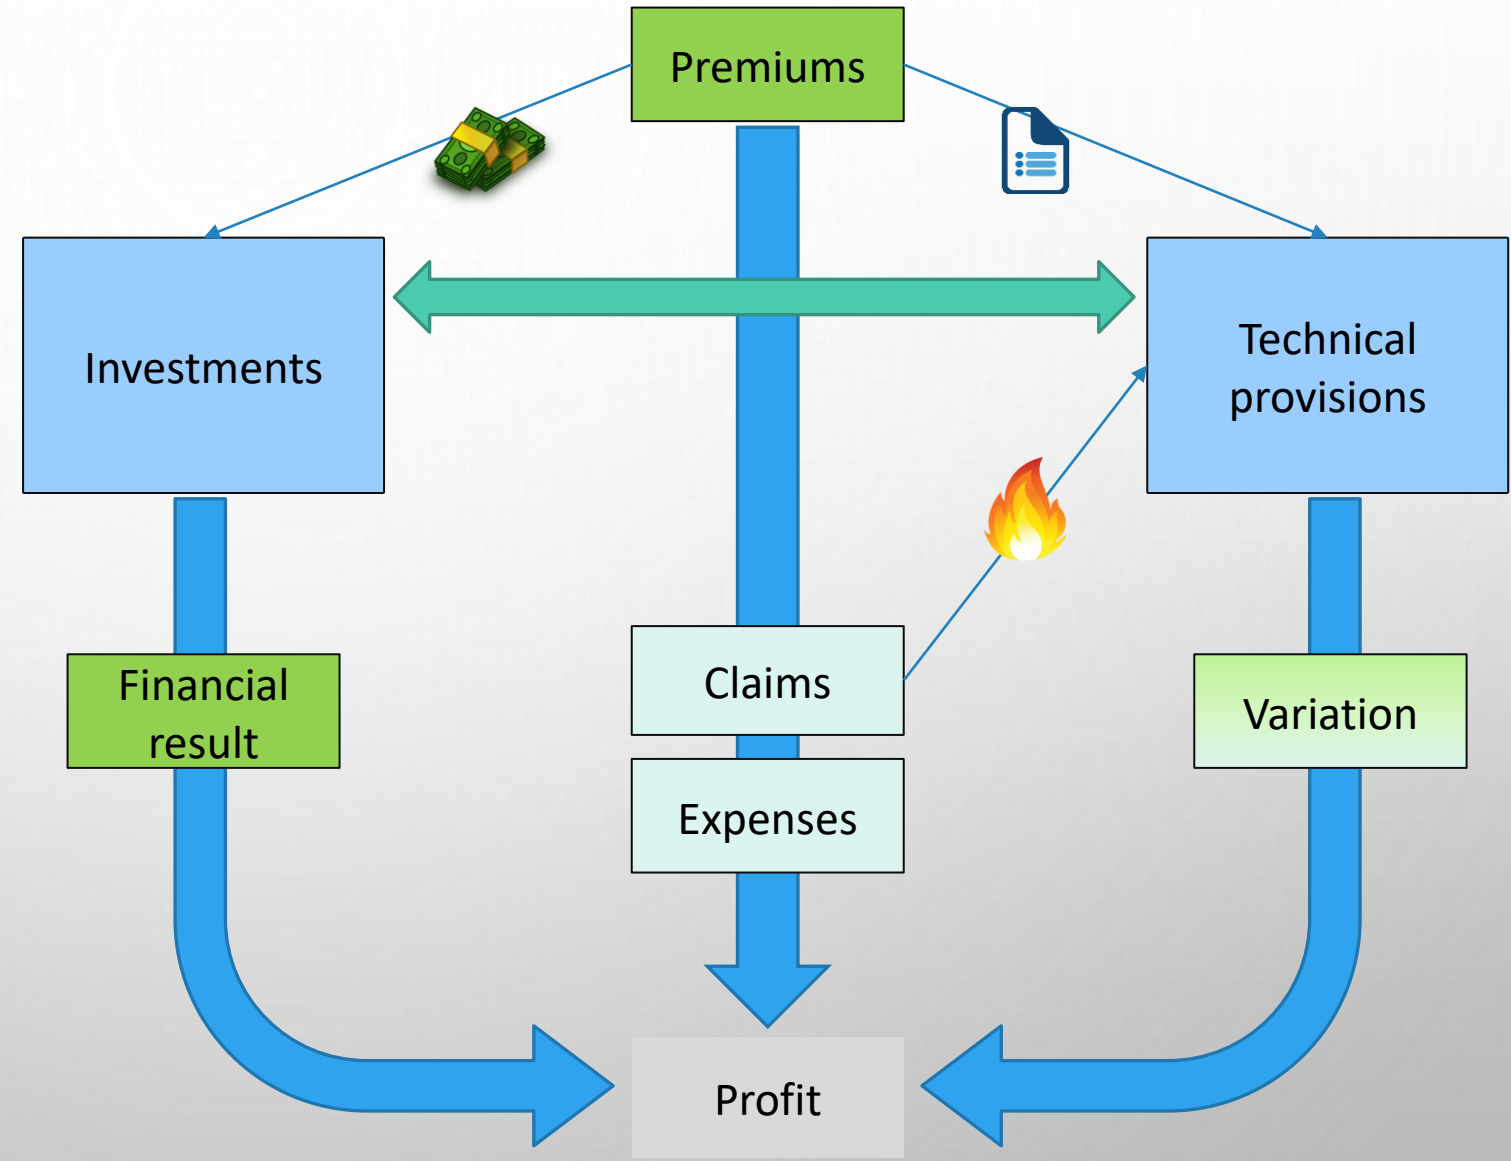 Premiums
Investments
Technical
provisions
Financial
result
Claims
Variation
Expenses
Profit